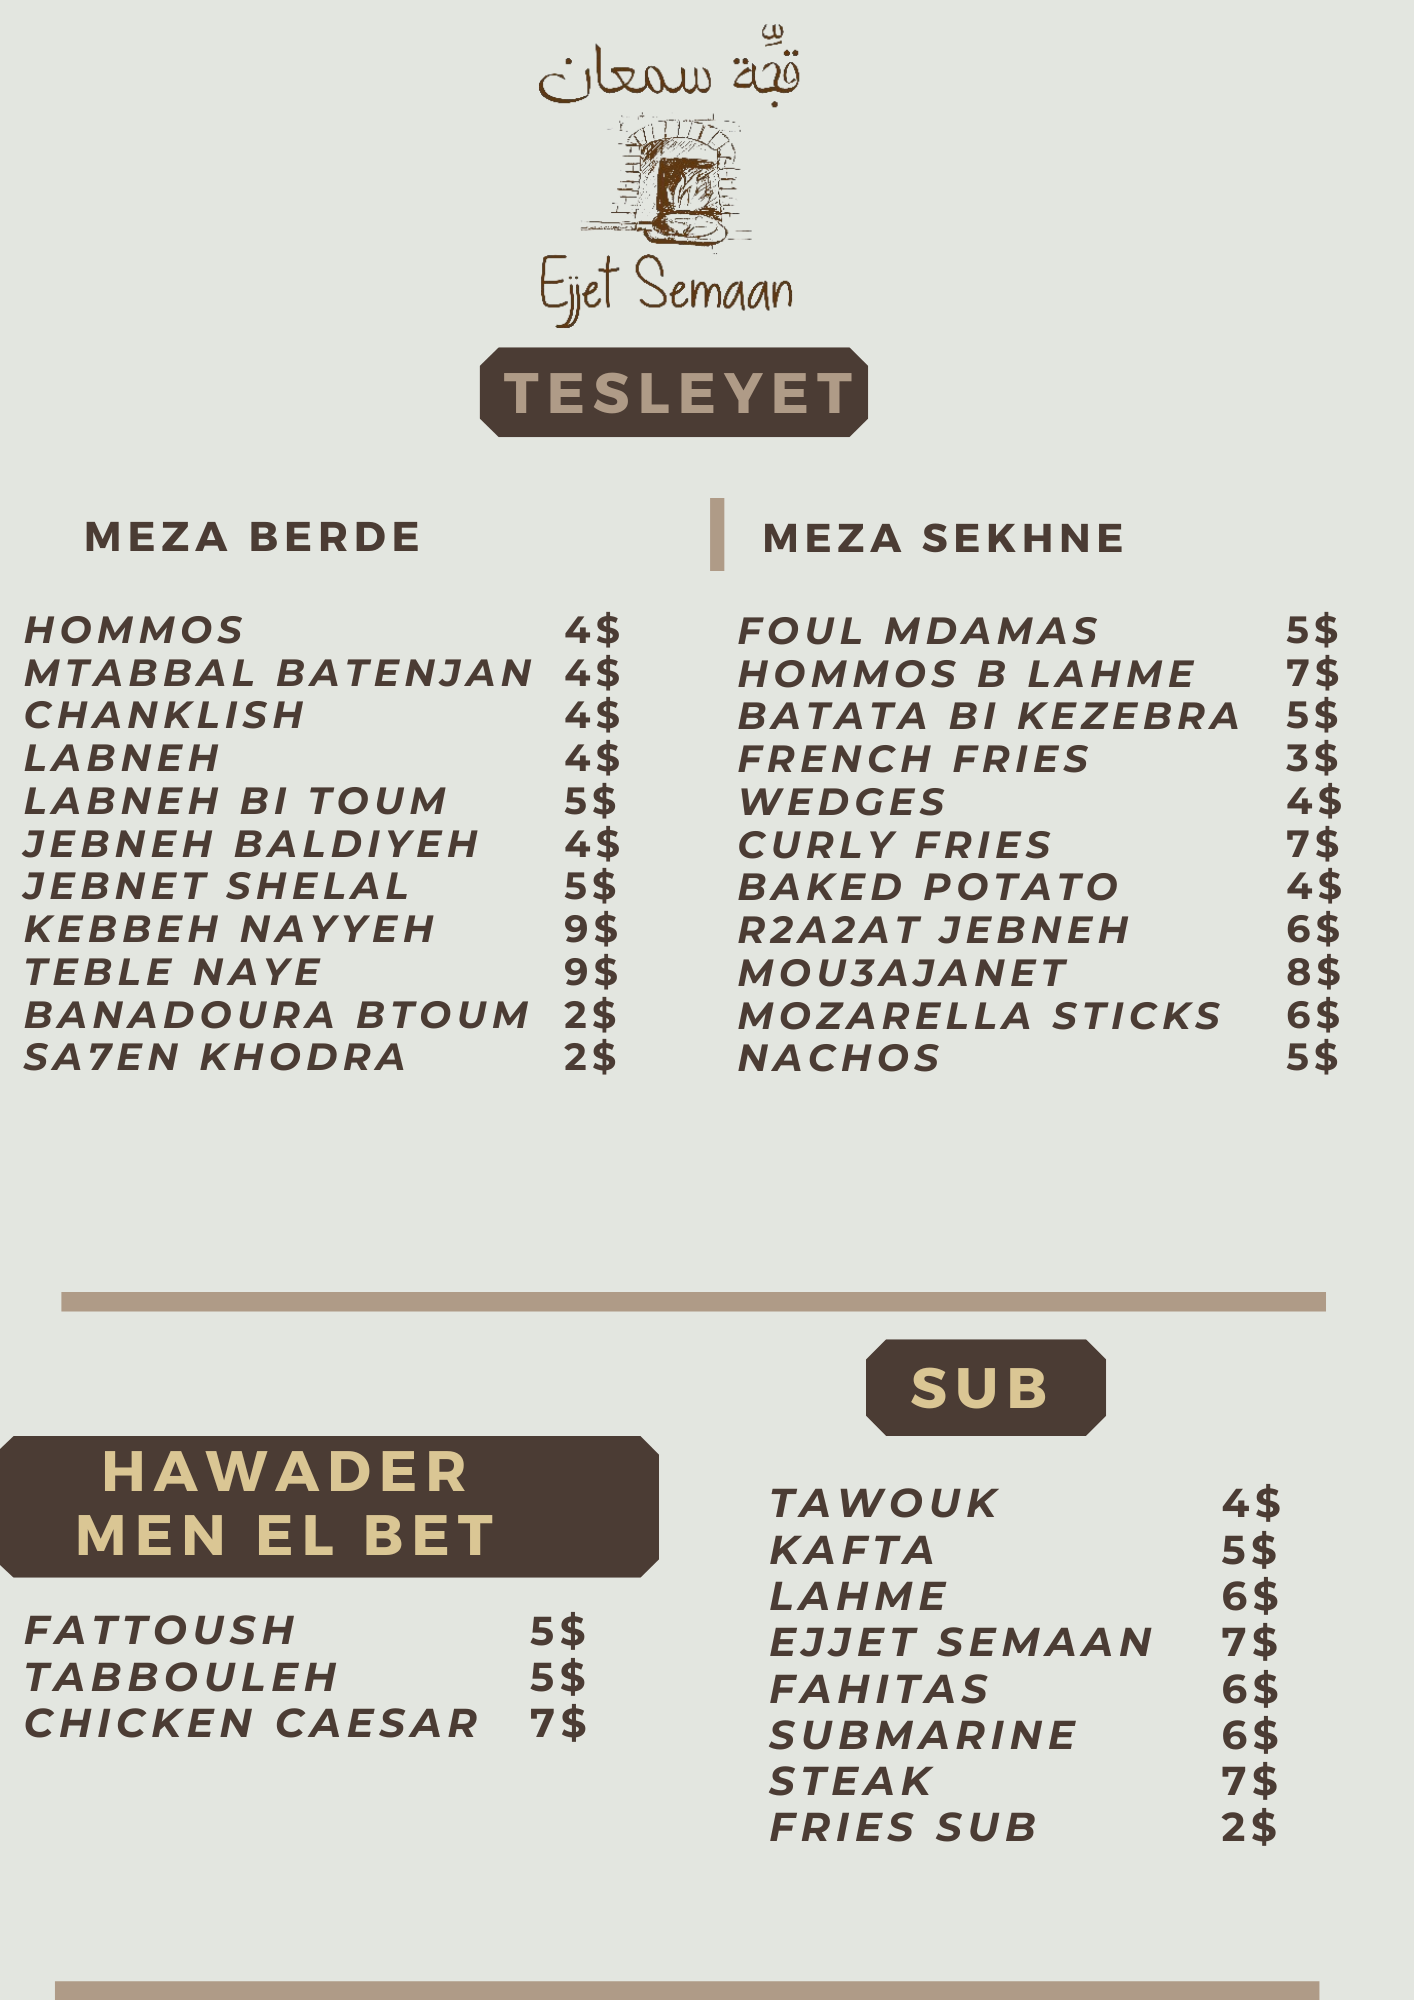 قجّة سمعان
Ejjet Semaan
TESLEYET
MEZA BERDE
HOMMOS 4$
MTABBAL BATENJAN 4$
CHANKLISH 4$
LABNEH 4$
LABNEH BI TOUM 5$
JEBNEH BALDIYEH 4$
JEBNET SHELAL 5$
KEBBEH NAYYEH 9$
TEBLE NAYE 9$
BANADOURA BTOUM 2$
SA7EN KHODRA 2$
MEZA SEKHNE
FOUL MDAMAS 5$
HOMMOS B LAHME 7$
BATATA BI KEZEBRA 5$
FRENCH FRIES 3$
WEDGES 4$
CURLY FRIES 7$
BAKED POTATO 4$
R2A2AT JEBNEH 6$
MOU3AJANET 8$
MOZARELLA STICKS 6$
NACHOS 5$
HAWADER
MEN EL BET
FATTOUSH 5$
TABBOULEH 5$
CHICKEN CAESAR 7$
SUB
TAWOUK 4$
KAFTA 5$
LAHME 6$
EJJET SEMAAN 7$
FAHITAS 6$
SUBMARINE 6$
STEAK 7$
FRIES SUB 2$